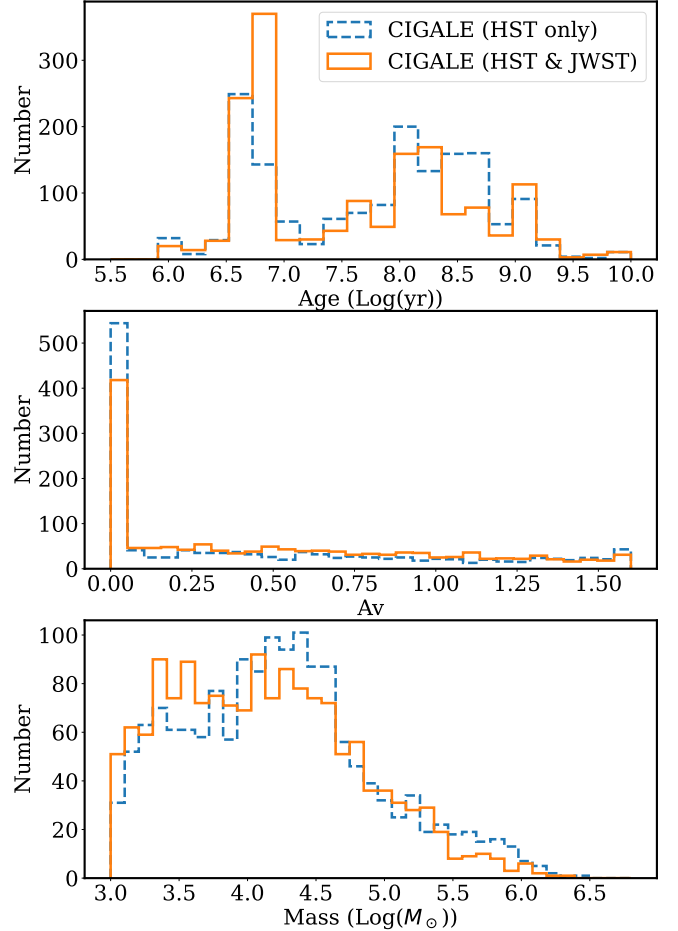 CIGALE (HST only)
CIGALE (HST & JWST)
Number
300
200
100
0
5.5 6.0 6.5 7.0 7.5 8.0 8.5 9.0 9.5 10.0
Age (Log(yr))
Number
500
400
300
200
100
0
0.00 0.25 0.50 0.75 1.00 1.25 1.50
Av
Number
100
80
60
40
20
0
3.0 3.5 4.0 4.5 5.0 5.5 6.0 6.5
Mass (Log(M⊙))